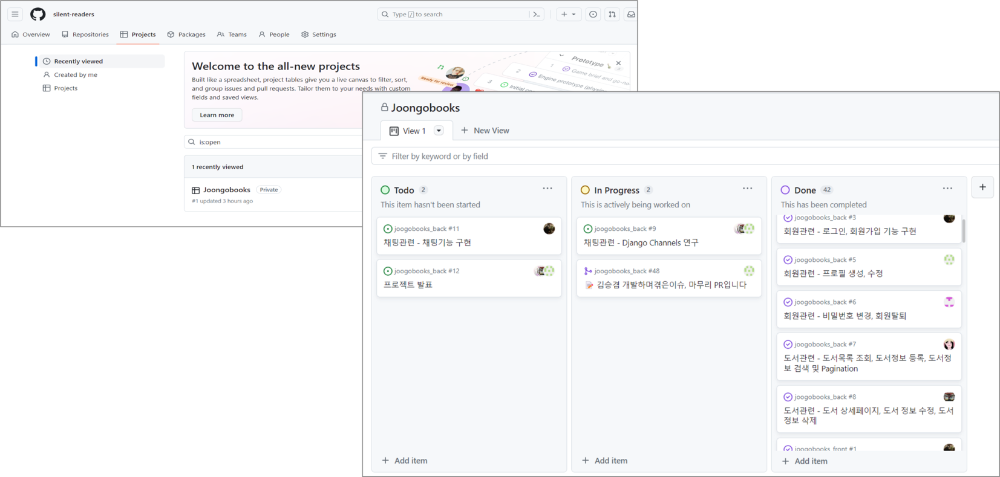 silent-readers
Type / to search
Overview
Repositories
Projects
Packages
Teams
People
Settings
Recently viewed
Created by me
Projects
Welcome to the all-new projects
Built like a spreadsheet, project tables give you a live canvas to filter, sort,
and group issues and pull requests. Tailor them to your needs with custom
fields and saved views.
Learn more
Ready for review
Prototype
1 Game brief and go-no
2 Engine prototype (physi
3 Initial
is:open
1 recently viewed
Joongobooks Private
#1 updated 3 hours ago
Joongobooks
View 1
New View
Filter by keyword or by field
Todo 2
This item hasn't been started
joogobooks_back #11
채팅관련 - 채팅기능 구현
joogobooks_back #12
프로젝트 발표
Add item
In Progress 2
This is actively being worked on
joogobooks_back #9
채팅관련 - Django Channels 연구
joogobooks_back #48
김승겸 개발하며겪은이슈, 마무리 PR입니다
Add item
Done 42
This has been completed
joogobooks_back #3
회원관련 - 로그인, 회원가입 기능 구현
joogobooks_back #5
회원관련 - 프로필 생성, 수정
joogobooks_back #6
회원관련 - 비밀번호 변경, 회원탈퇴
joogobooks_back #7
도서관련 - 도서목록 조회, 도서정보 등록, 도서정
보 검색 및 Pagination
joogobooks_back #8
도서관련 - 도서 상세페이지, 도서 정보 수정, 도서
정보 삭제
joogobooks_front #1
Add item